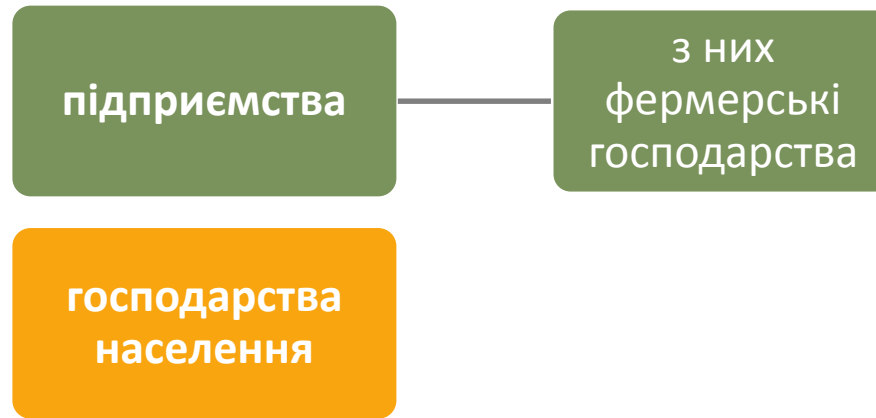 підприємства
з них
фермерські
господарства
господарства
населення